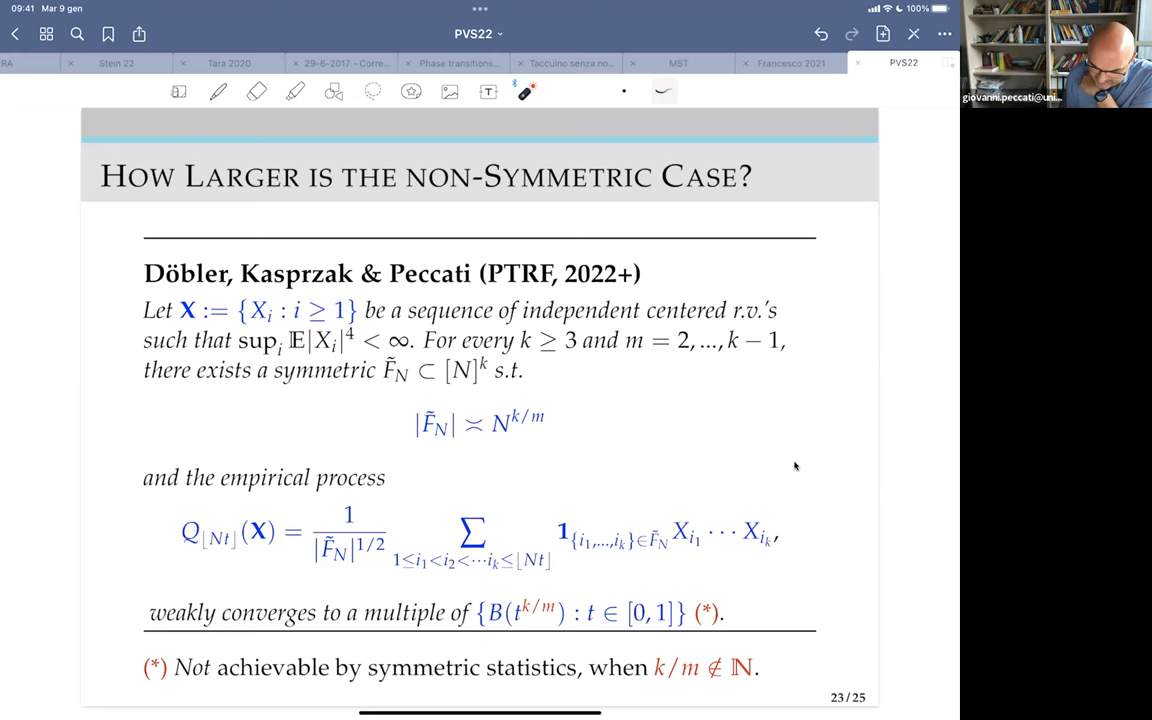 09:41 Mar 9 gen
100%
PVS22
RA
Stein 22
Tara 2020
29-6-2017 - Corre...
Phase transitions...
Taccuino senza no...
MST
Francesco 2021
PVS22
giovanni.peccati@uni...
HOW LARGER IS THE NON-SYMMETRIC CASE?
Döbler, Kasprzak & Peccati (PTRF, 2022+)
Let X := {X_i : i ≥ 1} be a sequence of independent centered r.v.'s
such that sup_i 𝔼|X_i|^4 < ∞. For every k ≥ 3 and m = 2, ..., k − 1,
there exists a symmetric F̃_N ⊂ [N]^k s.t.
|F̃_N| ≍ N^{k/m}
and the empirical process
Q_{⌊Nt⌋}(X) = \frac{1}{|F̃_N|^{1/2}} ∑_{1≤i_1<i_2<⋯i_k≤⌊Nt⌋} 1_{{i_1,...,i_k}∈F̃_N} X_{i_1} ⋯ X_{i_k},
weakly converges to a multiple of {B(t^{k/m}) : t ∈ [0, 1]} (*).
(*) Not achievable by symmetric statistics, when k/m ∉ ℕ.
23 / 25